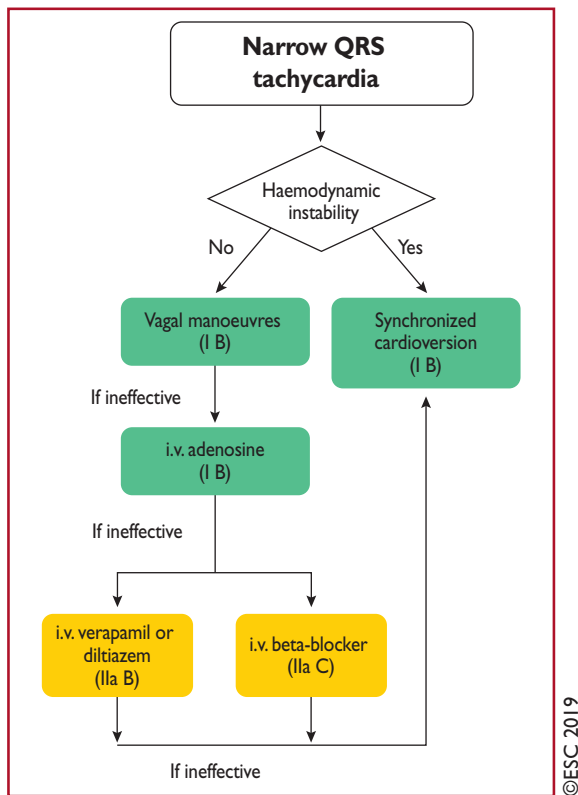 Narrow QRS
tachycardia
Haemodynamic
instability
No
Yes
Vagal manoeuvres
(I B)
Synchronized
cardioversion
(I B)
If ineffective
i.v. adenosine
(I B)
If ineffective
i.v. verapamil or
diltiazem
(IIa B)
i.v. beta-blocker
(IIa C)
If ineffective
©ESC 2019